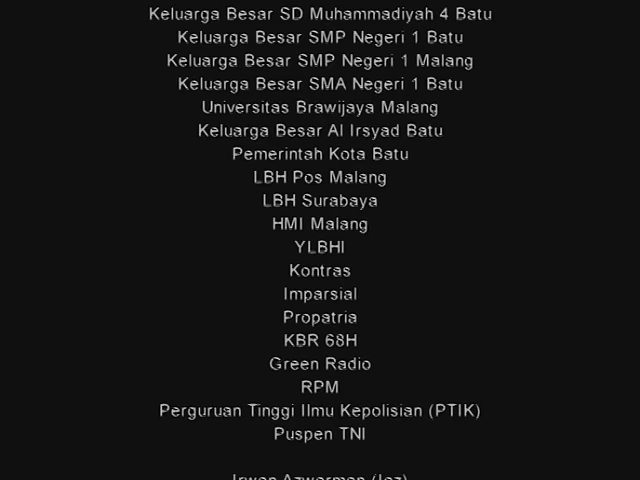 Keluarga Besar SD Muhammadiyah 4 Batu
Keluarga Besar SMP Negeri 1 Batu
Keluarga Besar SMP Negeri 1 Malang
Keluarga Besar SMA Negeri 1 Batu
Universitas Brawijaya Malang
Keluarga Besar Al Irsyad Batu
Pemerintah Kota Batu
LBH Pos Malang
LBH Surabaya
HMI Malang
YLBHI
Kontras
Imparsial
Propatria
KBR 68H
Green Radio
RPM
Perguruan Tinggi Ilmu Kepolisian (PTIK)
Puspen TNI